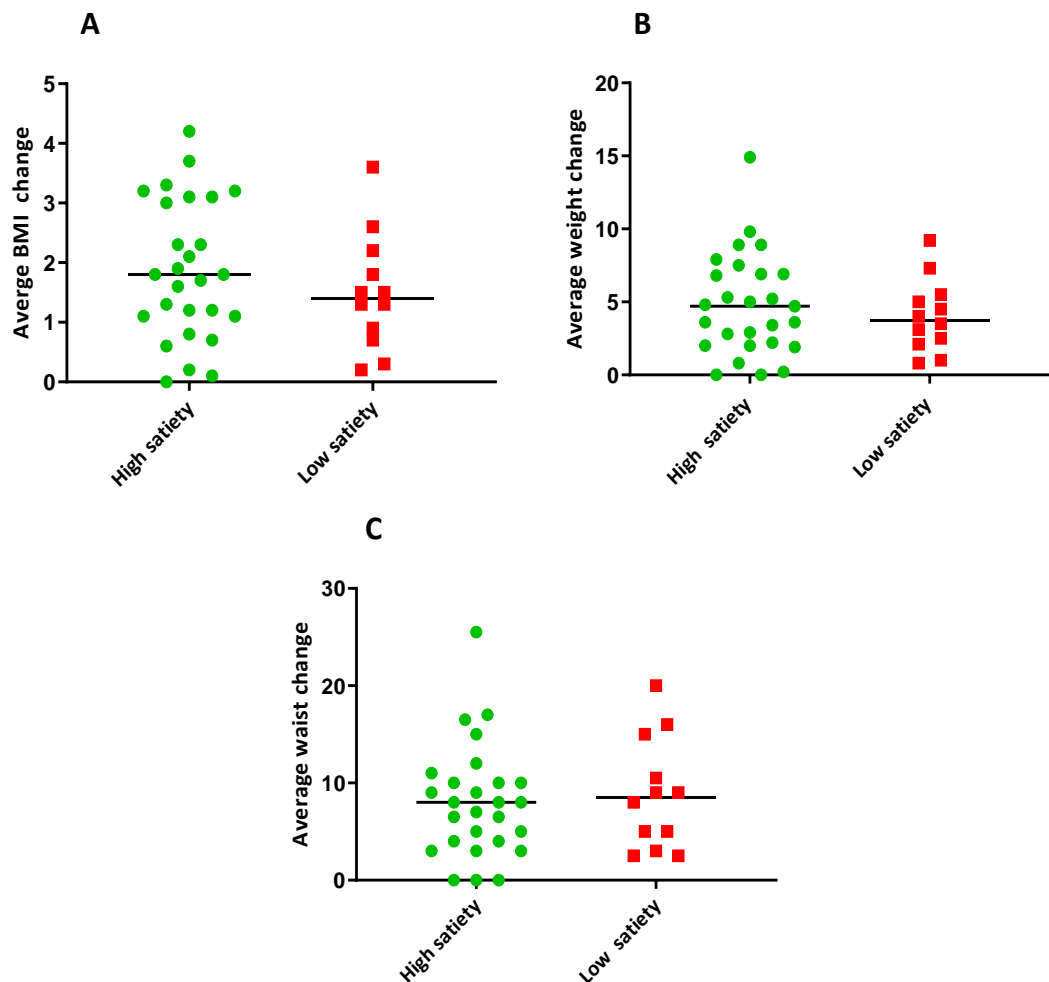 A
Averge BMI  change
5
4
3
2
1
0
High satiety
Low satiety
B
Average weight change
20
15
10
5
0
High  satiety
Low satiety
C
Average waist change
30
20
10
0
High satiety
Low  satiety